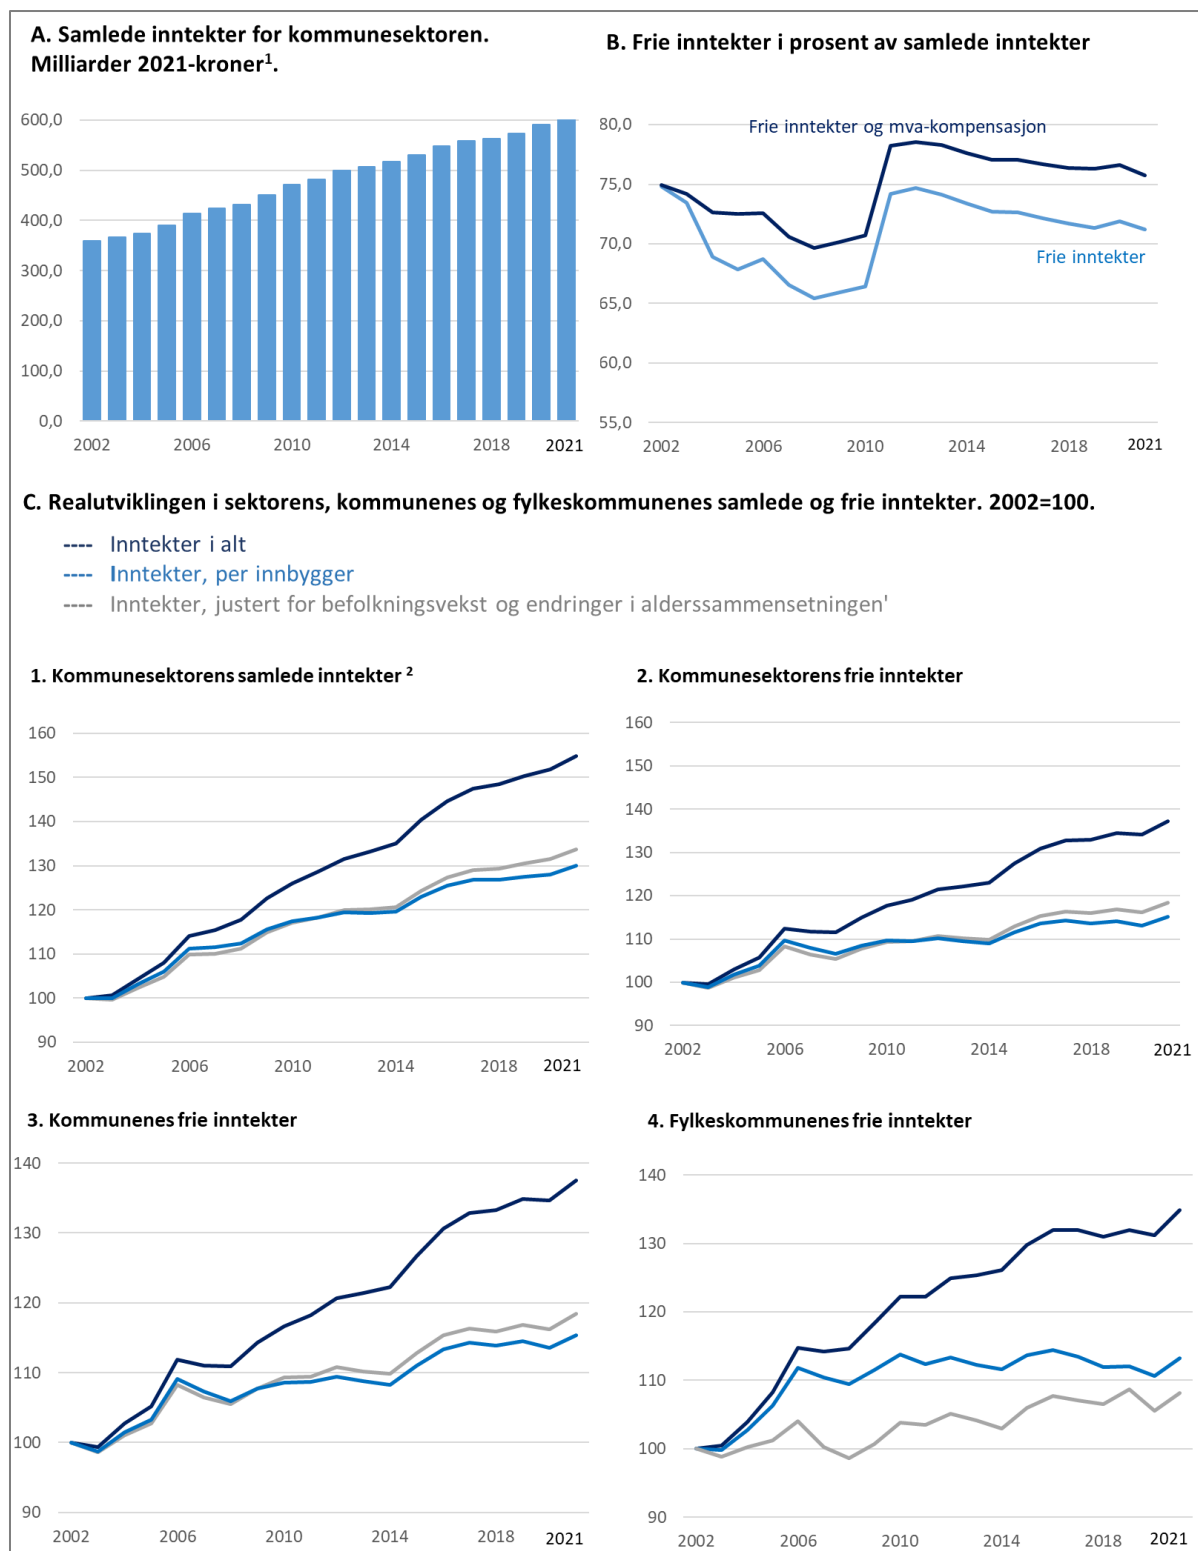 A. Samlede inntekter for kommunesektoren.
Milliarder 2021-kroner¹.
600,0
500,0
400,0
300,0
200,0
100,0
0,0
2002 2006 2010 2014 2018 2021
B. Frie inntekter i prosent av samlede inntekter
80,0
75,0
70,0
65,0
60,0
55,0
Frie inntekter og mva-kompensasjon
Frie inntekter
2002 2006 2010 2014 2018 2021
C. Realutviklingen i sektorens, kommunenes og fylkeskommunenes samlede og frie inntekter. 2002=100.
---- Inntekter i alt
---- Inntekter, per innbygger
---- Inntekter, justert for befolkningsvekst og endringer i alderssammensetningen'
1. Kommunesektorens samlede inntekter ²
160
150
140
130
120
110
100
90
2002 2006 2010 2014 2018 2021
2. Kommunesektorens frie inntekter
160
150
140
130
120
110
100
90
2002 2006 2010 2014 2018 2021
3. Kommunenes frie inntekter
140
130
120
110
100
90
2002 2006 2010 2014 2018 2021
4. Fylkeskommunenes frie inntekter
140
130
120
110
100
90
2002 2006 2010 2014 2018 2021